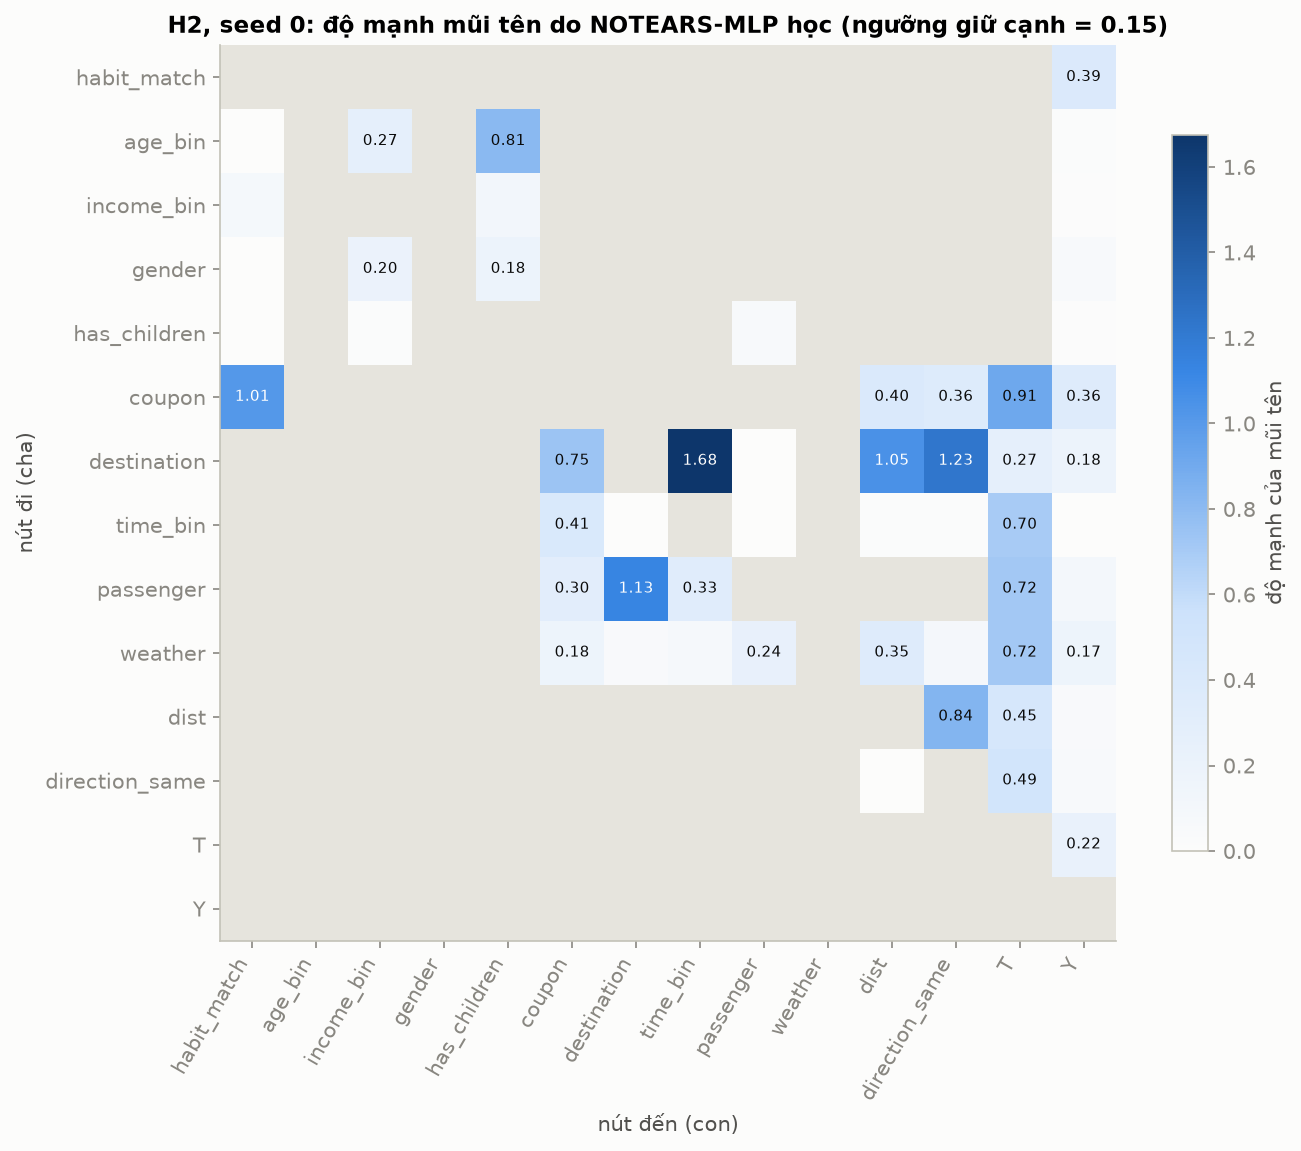 H2, seed 0: độ mạnh mũi tên do NOTEARS-MLP học (ngưỡng giữ cạnh = 0.15)
nút đi (cha)
habit_match 0.39
age_bin 0.27 0.81
income_bin
gender 0.20 0.18
has_children
coupon 1.01 0.40 0.36 0.91 0.36
destination 0.75 1.68 1.05 1.23 0.27 0.18
time_bin 0.41 0.70
passenger 0.30 1.13 0.33 0.72
weather 0.18 0.24 0.35 0.72 0.17
dist 0.84 0.45
direction_same 0.49
T 0.22
Y
habit_match age_bin income_bin gender has_children coupon destination time_bin passenger weather dist direction_same T Y
nút đến (con)
1.6
1.4
1.2
1.0
0.8
0.6
0.4
0.2
0.0
độ mạnh của mũi tên